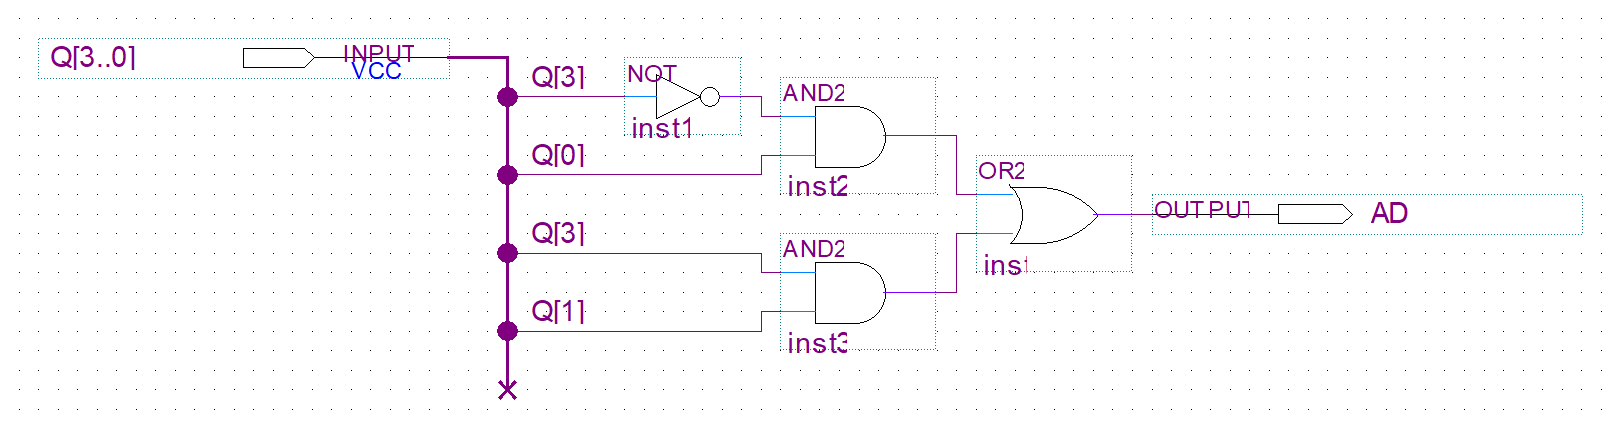 Q[3..0]
INPUT
VCC
Q[3]
NOT
inst1
AND2
Q[0]
inst2
OR2
OUTPUT
AD
Q[3]
AND2
inst
Q[1]
inst3